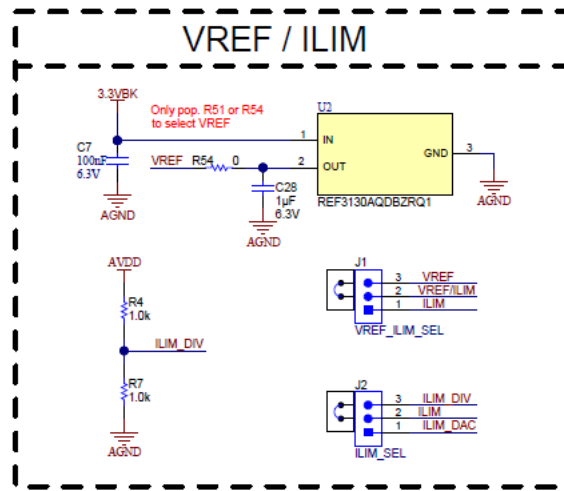 VREF / ILIM
3.3VBK
Only pop. R51 or R54
to select VREF
U2
C7
100nF
6.3V
AGND
VREF R54 0
1 IN
2 OUT
GND 3
REF3130AQDBZRQ1
AGND
C28
1µF
6.3V
AGND
AVDD
R4
1.0k
ILIM_DIV
R7
1.0k
AGND
J1
3 VREF
2 VREF/ILIM
1 ILIM
VREF_ILIM_SEL
J2
3 ILIM_DIV
2 ILIM
1 ILIM_DAC
ILIM_SEL